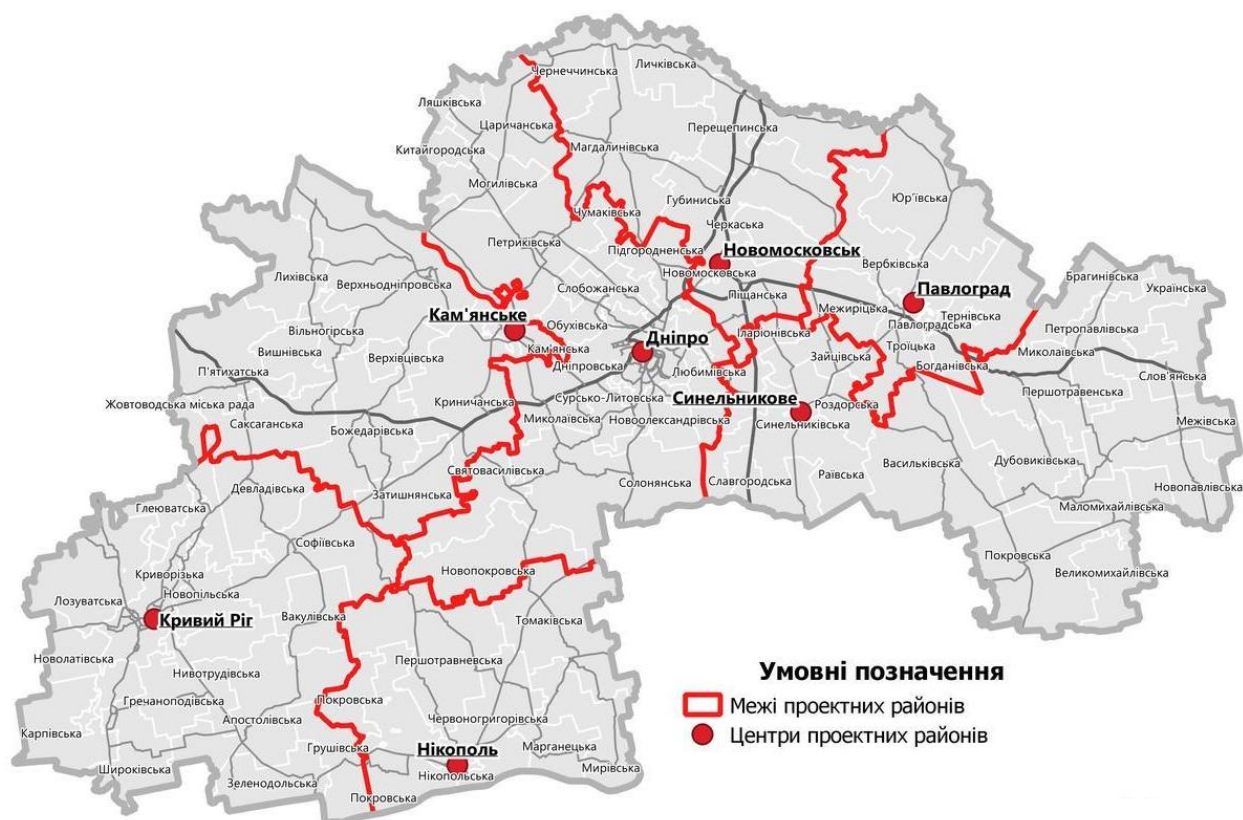 Личківська
Чернеччинська
Ляшківська
Царичанська
Перещепинська
Китайгородська
Магдалинівська
Могилівська
Губиниська
Юр'ївська
Чумаківська
Черкаська
Петриківська
Підгородненська
Новомосковськ
Новомосковська
Вербківська
Лихівська
Верхньодніпровська
Слобожанська
Піщанська
Павлоград
Брагинівська
Українська
Кам'янське
Обухівська
Межиріцька
Тернівська
Вільногірська
Іларіонівська
Павлоградська
Петропавлівська
Дніпро
Кам'янська
Троїцька
Вишнівська
Верхівцівська
Зайцівська
Миколаївська
Дніпровська
Любимівська
Богданівська
П'ятихатська
Слов'янська
Криничанська
Сурсько-Литовська
Синельникове
Роздорська
Першотравенська
Жовтоводська міська рада
Саксаганська
Миколаївська
Новоолександрівська
Синельниківська
Межівська
Божедарівська
Васильківська
Дубовиківська
Святовасилівська
Девладівська
Солонянська
Славгородська
Раївська
Новопавлівська
Затишнянська
Глеюватська
Маломихайлівська
Софіївська
Покровська
Криворізька
Новопокровська
Великомихайлівська
Новопільська
Лозуватська
Кривий Ріг
Вакулівська
Томаківська
Новолатівська
Першотравневська
Нивотрудівська
Умовні позначення
Гречаноподівська
Покровська
Межі проектних районів
Апостолівська
Червоногригорівська
Карпівська
Центри проектних районів
Грушівська
Нікополь
Марганецька
Широківська
Нікопольська
Мирівська
Зеленодольська
Покровська